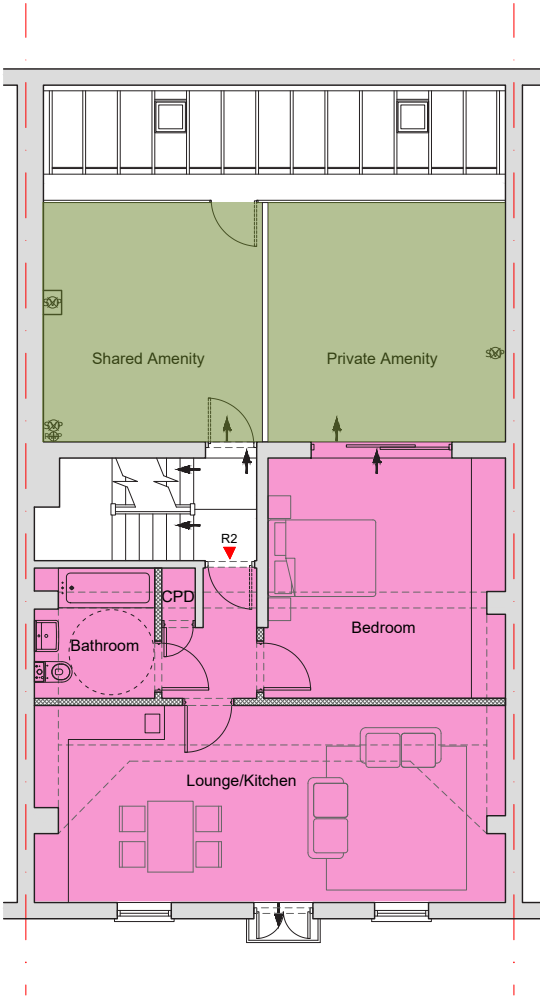 SVP
SVP
Shared Amenity
Private Amenity
SVP
R2
CPD
Bathroom
Bedroom
Lounge/Kitchen